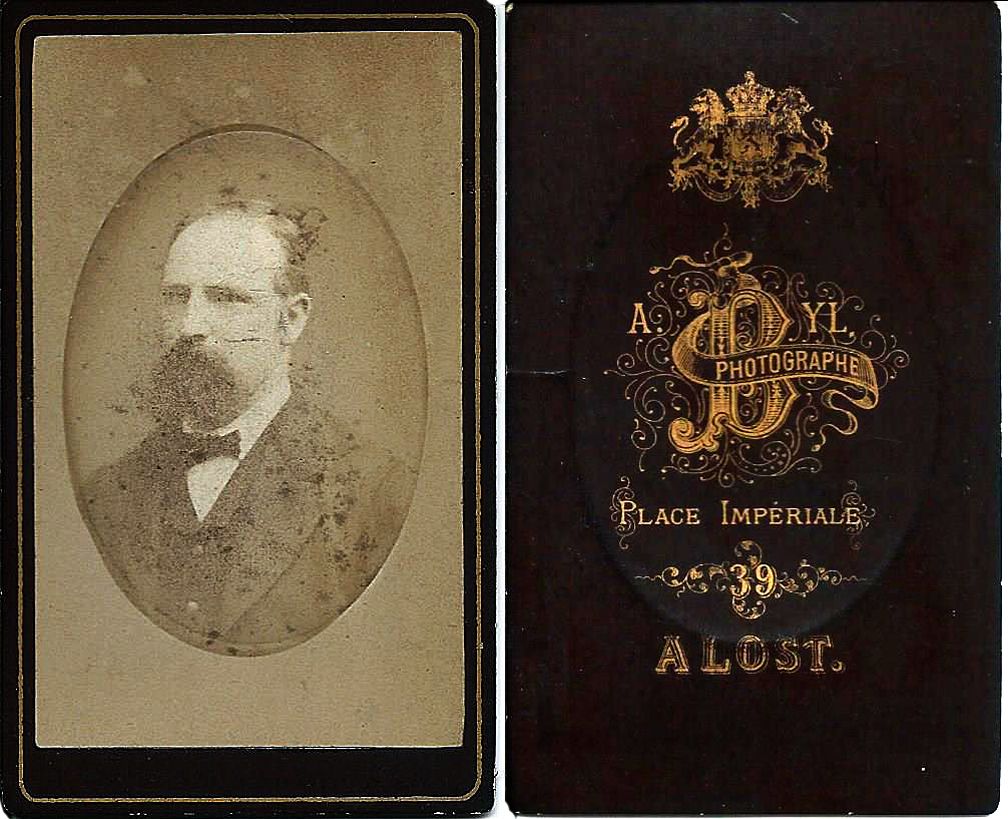 A. BYL.
PHOTOGRAPHE
PLACE IMPÉRIALE
39
ALOST.